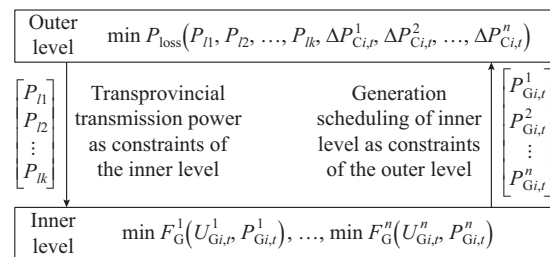 Outer level min P_loss(P_l1, P_l2, …, P_lk, ΔP^1_Ci,t, ΔP^2_Ci,t, …, ΔP^n_Ci,t)
[P_l1 P_l2 ⋮ P_lk]
Transprovincial
transmission power
as constraints of
the inner level
Generation
scheduling of inner
level as constraints
of the outer level
[P^1_Gi,t P^2_Gi,t ⋮ P^n_Gi,t]
Inner level min F^1_G(U^1_Gi,t, P^1_Gi,t), …, min F^n_G(U^n_Gi,t, P^n_Gi,t)